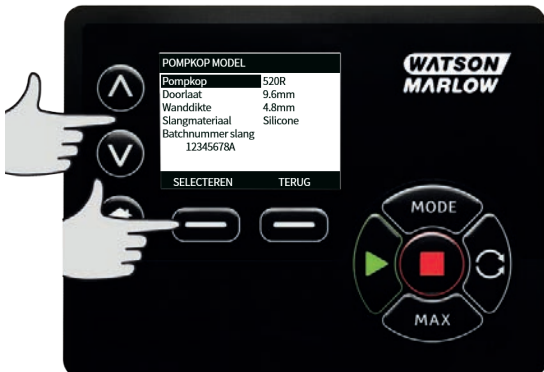 POMPKOP MODEL
Pompkop 520R
Doorlaat 9.6mm
Wanddikte 4.8mm
Slangmateriaal Silicone
Batchnummer slang
12345678A
SELECTEREN TERUG
WATSON
MARLOW
MODE
MAX